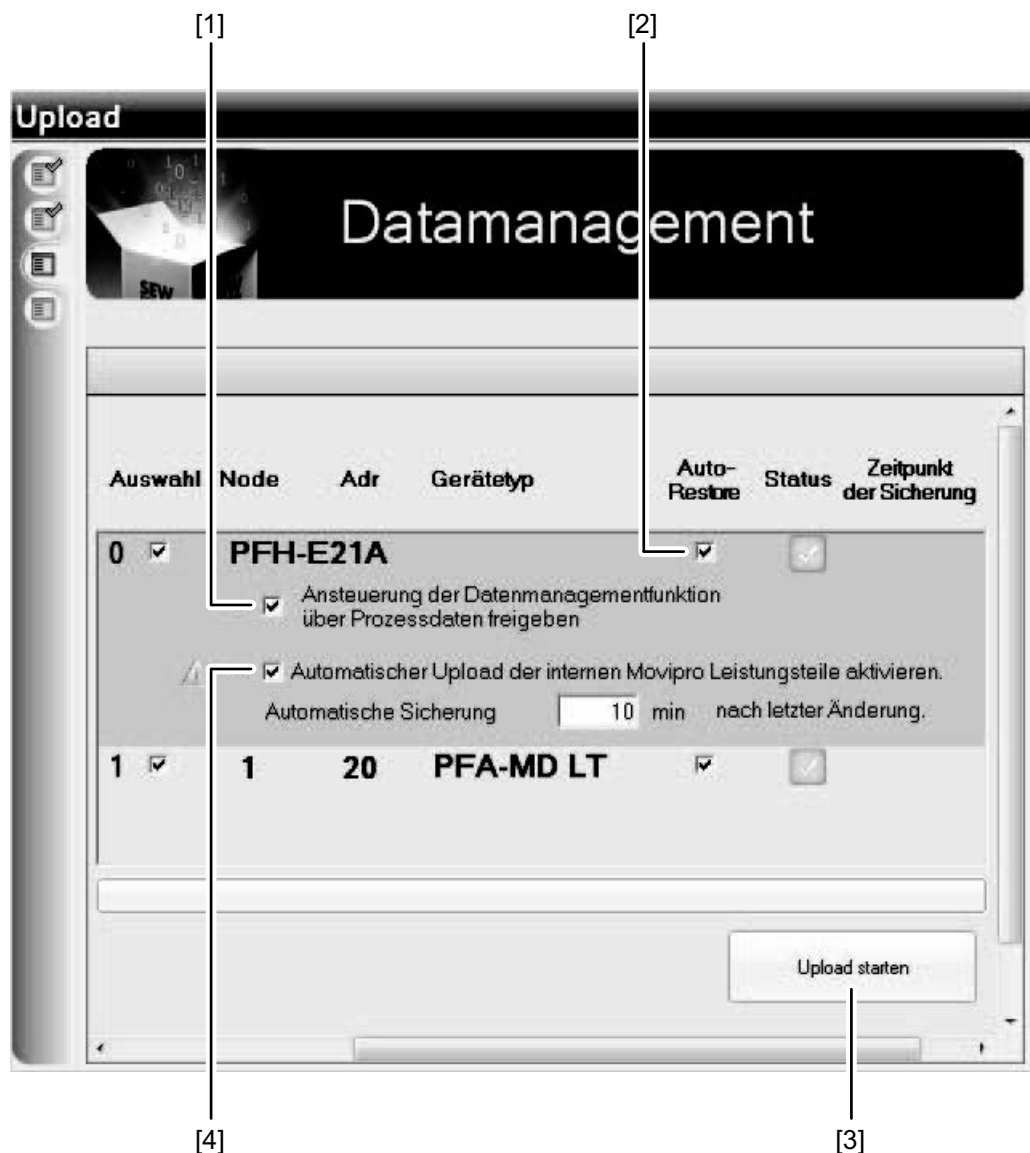 [1] [2]
Upload
Datamanagement
SEW
Auswahl Node Adr Gerätetyp Auto-Restore Status Zeitpunkt der Sicherung
0 PFH-E21A
Ansteuerung der Datenmanagementfunktion
über Prozessdaten freigeben
Automatischer Upload der internen Movipro Leistungsteile aktivieren.
Automatische Sicherung 10 min nach letzter Änderung.
1 1 20 PFA-MD LT
Upload starten
[4] [3]